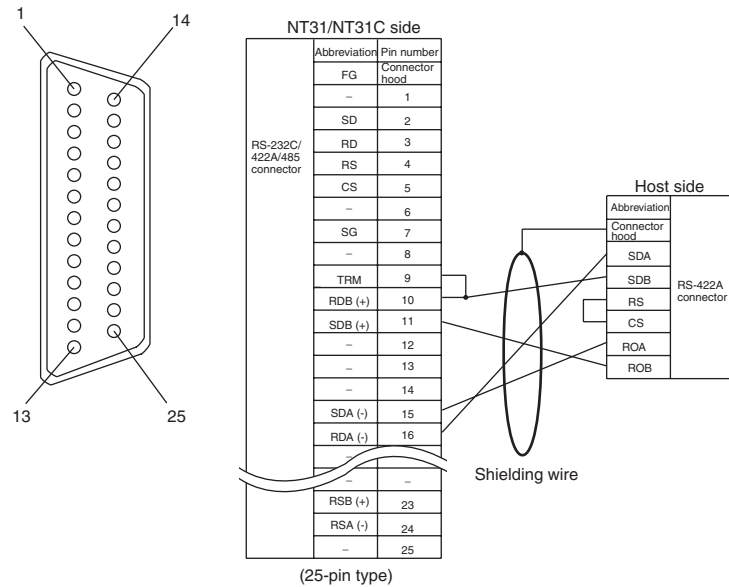 1
14
13
25
NT31/NT31C side
Abbreviation Pin number
FG Connector hood
– 1
SD 2
RD 3
RS 4
CS 5
– 6
SG 7
– 8
TRM 9
RDB (+) 10
SDB (+) 11
– 12
– 13
– 14
SDA (-) 15
RDA (-) 16
–
– –
RSB (+) 23
RSA (-) 24
– 25
RS-232C/
422A/485
connector
(25-pin type)
Shielding wire
Host side
Abbreviation
Connector
hood
SDA
SDB
RS
CS
ROA
ROB
RS-422A
connector